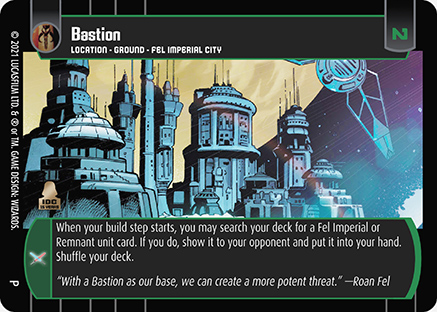 Bastion
LOCATION - GROUND - FEL IMPERIAL CITY
N
© 2021 LUCASFILM LTD. & ® or TM. GAME DESIGN: WIZARDS.
IDC
P
When your build step starts, you may search your deck for a Fel Imperial or
Remnant unit card. If you do, show it to your opponent and put it into your hand.
Shuffle your deck.
“With a Bastion as our base, we can create a more potent threat.” —Roan Fel